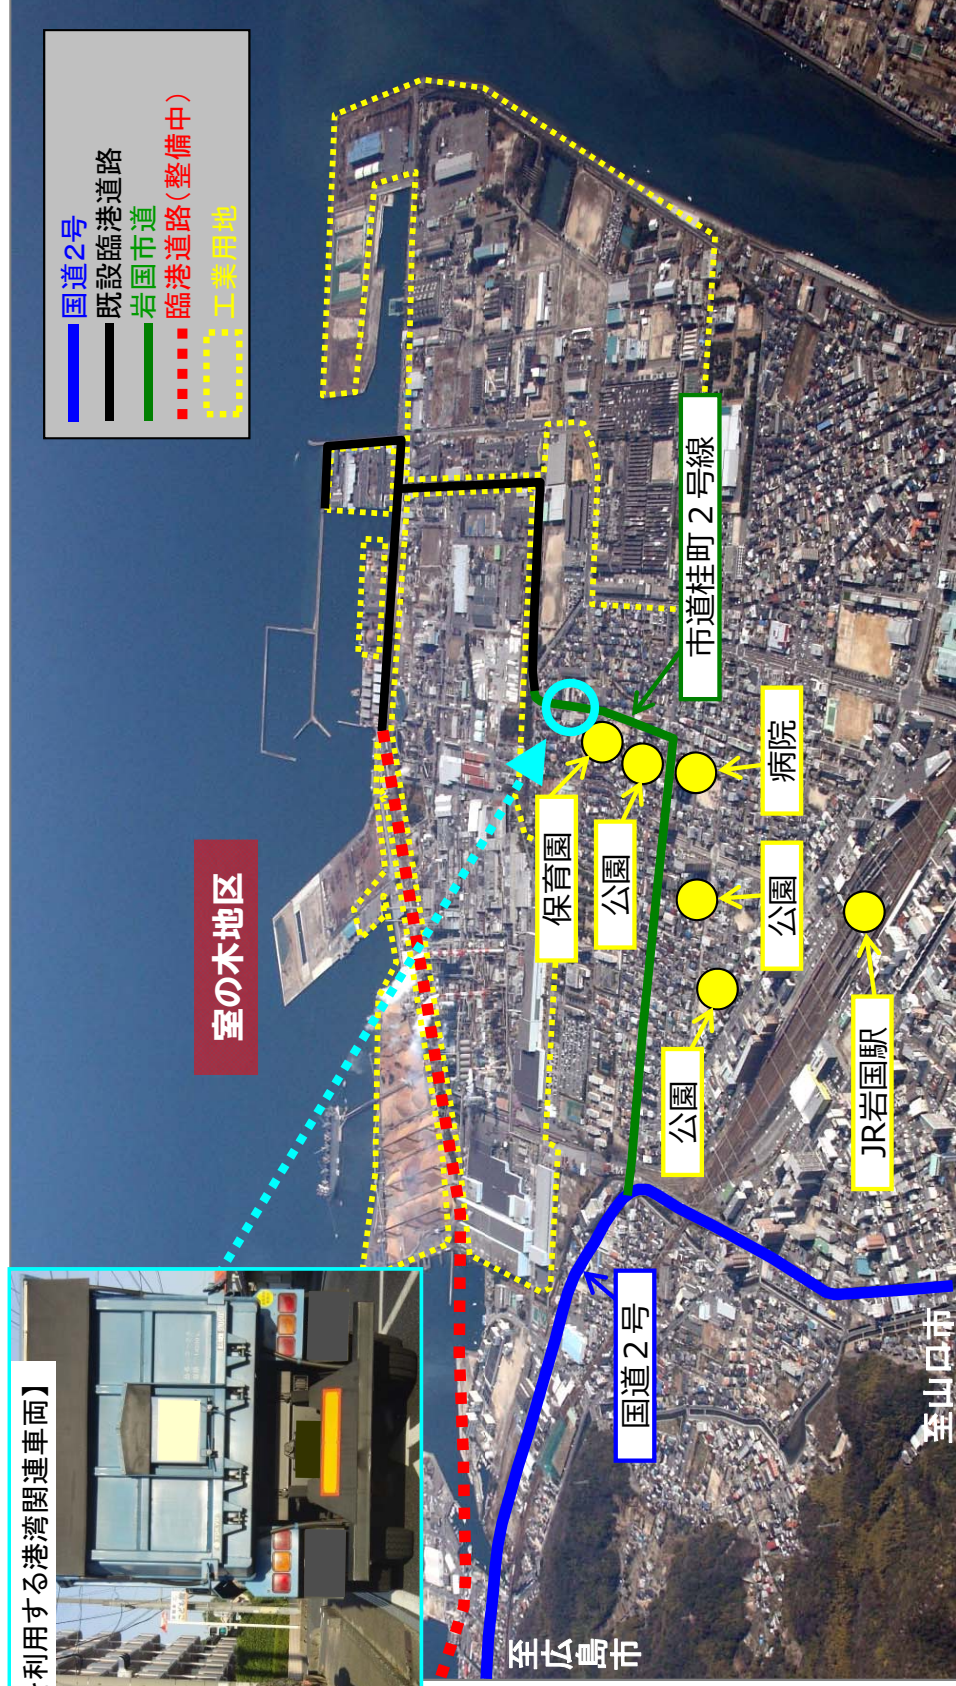 国道2号
既設臨港道路
岩国市道
臨港道路(整備中)
工業用地
室の木地区
市道桂町2号線
保育園
公園
病院
公園
公園
JR岩国駅
国道2号
至広島市
至山口市
利用する港湾関連車両】